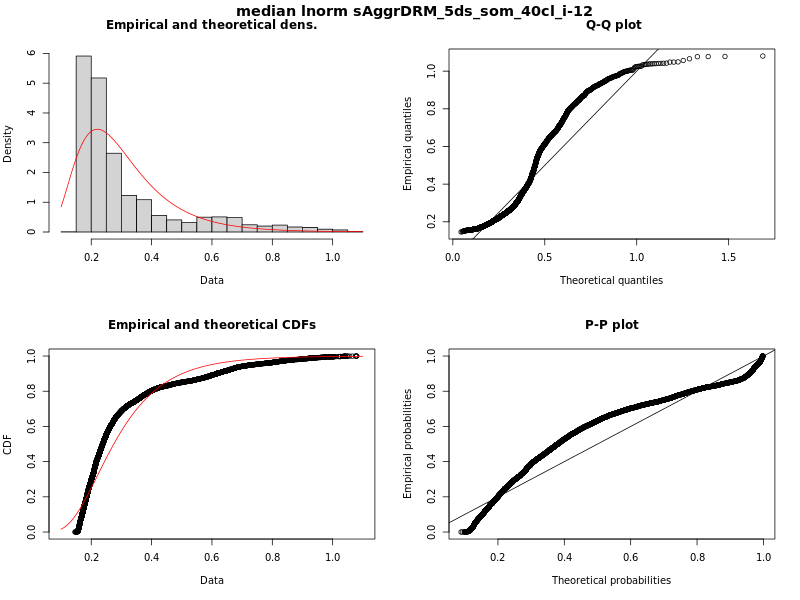 median lnorm sAggrDRM_5ds_som_40cl_i-12
Empirical and theoretical dens.
Density
0 1 2 3 4 5 6
0.2 0.4 0.6 0.8 1.0
Data
Q-Q plot
Empirical quantiles
0.2 0.4 0.6 0.8 1.0
0.0 0.5 1.0 1.5
Theoretical quantiles
Empirical and theoretical CDFs
CDF
0.0 0.2 0.4 0.6 0.8 1.0
0.2 0.4 0.6 0.8 1.0
Data
P-P plot
Empirical probabilities
0.0 0.2 0.4 0.6 0.8 1.0
0.2 0.4 0.6 0.8 1.0
Theoretical probabilities